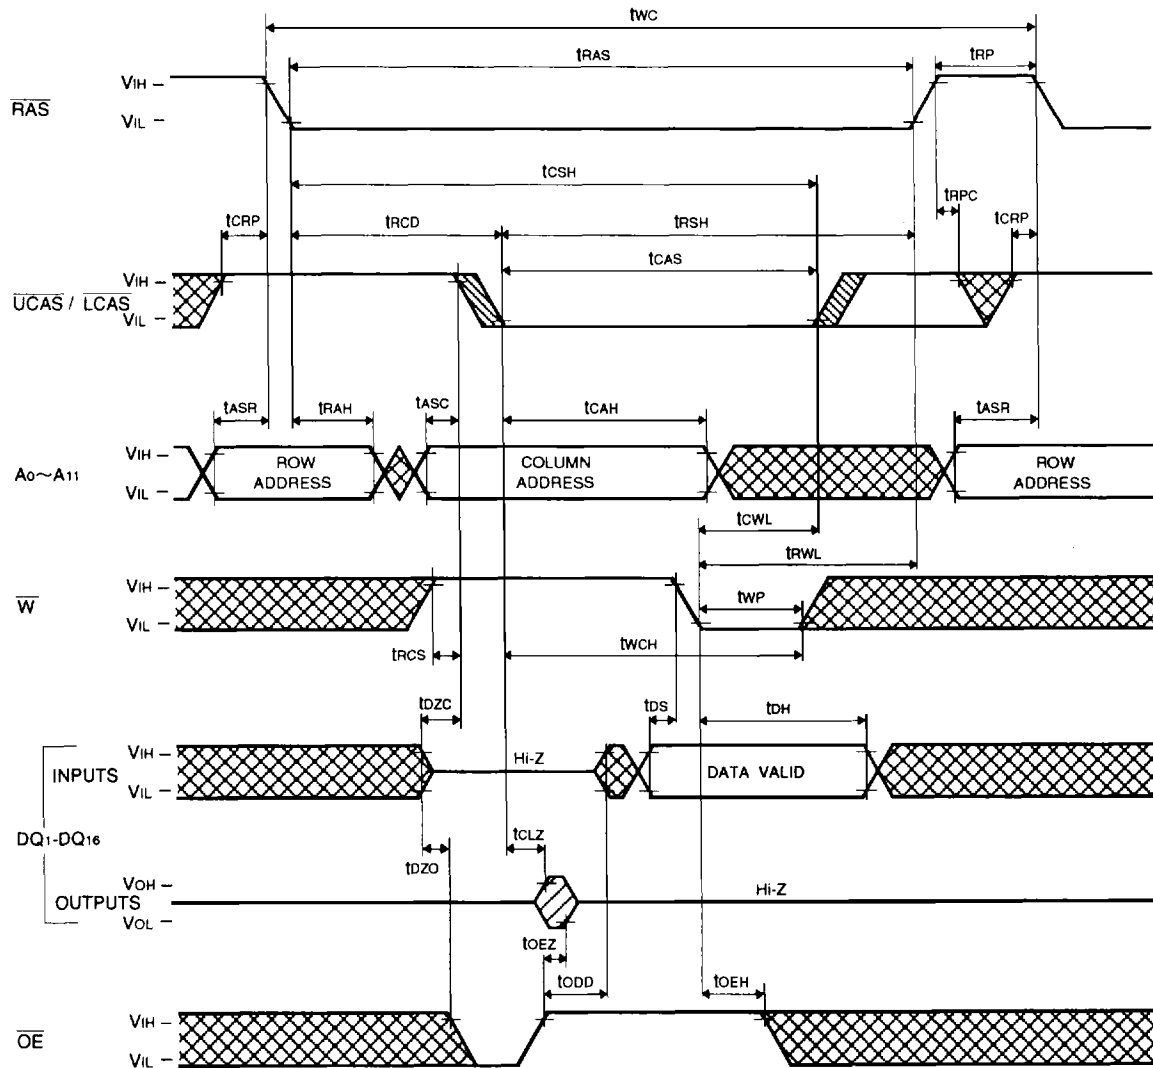 tWC
tRAS
tRP
VIH
RAS
VIL
tCSH
tRPC
tCRP
tRCD
tRSH
tCRP
tCAS
VIH
UCAS / LCAS
VIL
tASR
tRAH
tASC
tCAH
tASR
VIH
A0~A11
VIL
ROW
ADDRESS
COLUMN
ADDRESS
ROW
ADDRESS
tCWL
tRWL
VIH
W
VIL
tWP
tRCS
tWCH
tDZC
tDS
tDH
VIH
INPUTS
VIL
Hi-Z
DATA VALID
DQ1-DQ16
tDZO
tCLZ
VOH
OUTPUTS
VOL
Hi-Z
tOEZ
tODD
tOEH
VIH
OE
VIL